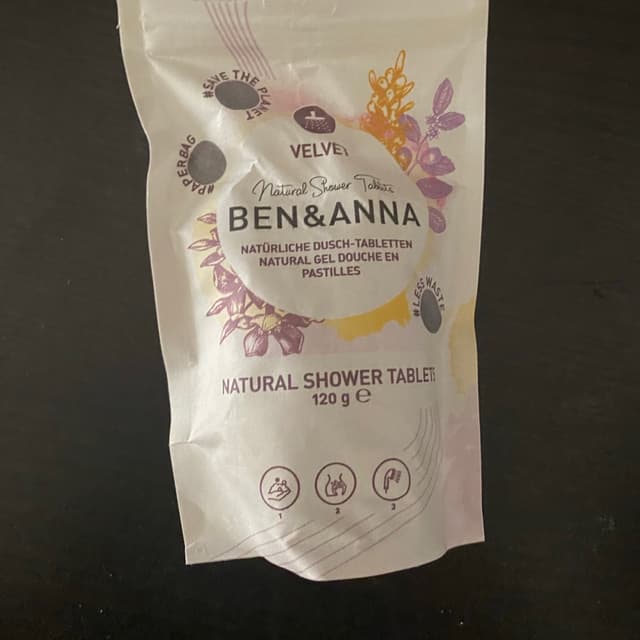 #SAVE THE PLANET
#PAPERBAG
VELVET
Natural Shower Tablets
BEN&ANNA
NATÜRLICHE DUSCH-TABLETTEN
NATURAL GEL DOUCHE EN
PASTILLES
#LESS WASTE
NATURAL SHOWER TABLETS
120 g ℮
1 2 3